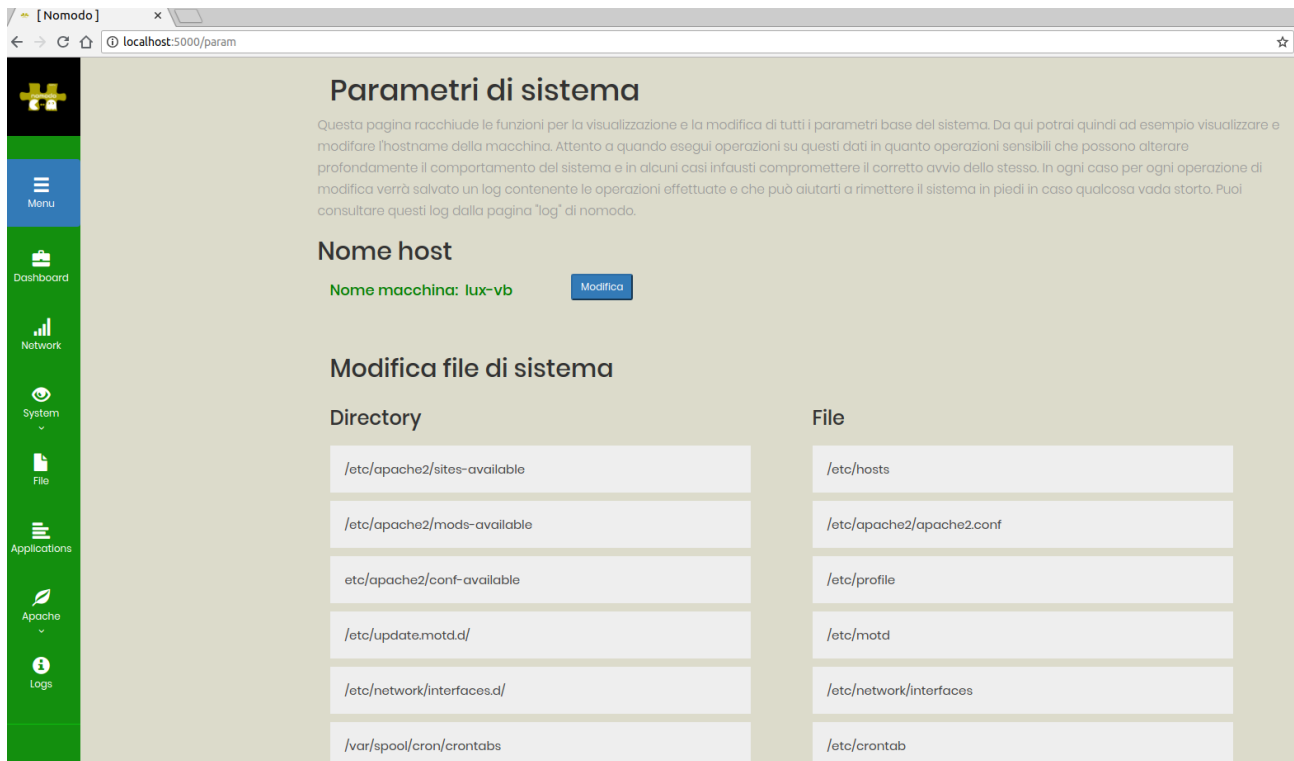 [ Nomodo ]
localhost:5000/param
Parametri di sistema
Questa pagina racchiude le funzioni per la visualizzazione e la modifica di tutti i parametri base del sistema. Da qui potrai quindi ad esempio visualizzare e
modifare l'hostname della macchina. Attento a quando esegui operazioni su questi dati in quanto operazioni sensibili che possono alterare
profondamente il comportamento del sistema e in alcuni casi infausti compromettere il corretto avvio dello stesso. In ogni caso per ogni operazione di
modifica verrà salvato un log contenente le operazioni effettuate e che può aiutarti a rimettere il sistema in piedi in caso qualcosa vada storto. Puoi
consultare questi log dalla pagina "log" di nomodo.
Menu
Dashboard
Network
System
File
Applications
Apache
Logs
Nome host
Nome macchina: lux-vb
Modifica
Modifica file di sistema
Directory
/etc/apache2/sites-available
/etc/apache2/mods-available
etc/apache2/conf-available
/etc/update.motd.d/
/etc/network/interfaces.d/
/var/spool/cron/crontabs
File
/etc/hosts
/etc/apache2/apache2.conf
/etc/profile
/etc/motd
/etc/network/interfaces
/etc/crontab